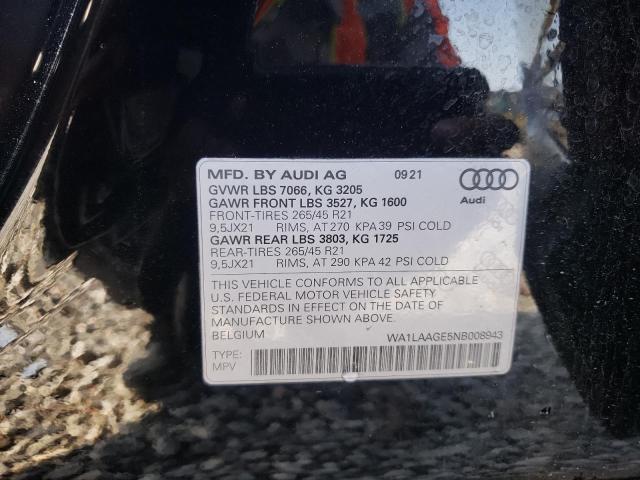 MFD. BY AUDI AG 09 21
GVWR LBS 7066, KG 3205
GAWR FRONT LBS 3527, KG 1600
FRONT-TIRES 265/45 R21
9,5JX21 RIMS, AT 270 KPA 39 PSI COLD
GAWR REAR LBS 3803, KG 1725
REAR-TIRES 265/45 R21
9,5JX21 RIMS, AT 290 KPA 42 PSI COLD
Audi
THIS VEHICLE CONFORMS TO ALL APPLICABLE
U.S. FEDERAL MOTOR VEHICLE SAFETY
STANDARDS IN EFFECT ON THE DATE OF
MANUFACTURE SHOWN ABOVE.
BELGIUM WA1LAAGE5NB008943
TYPE:
MPV